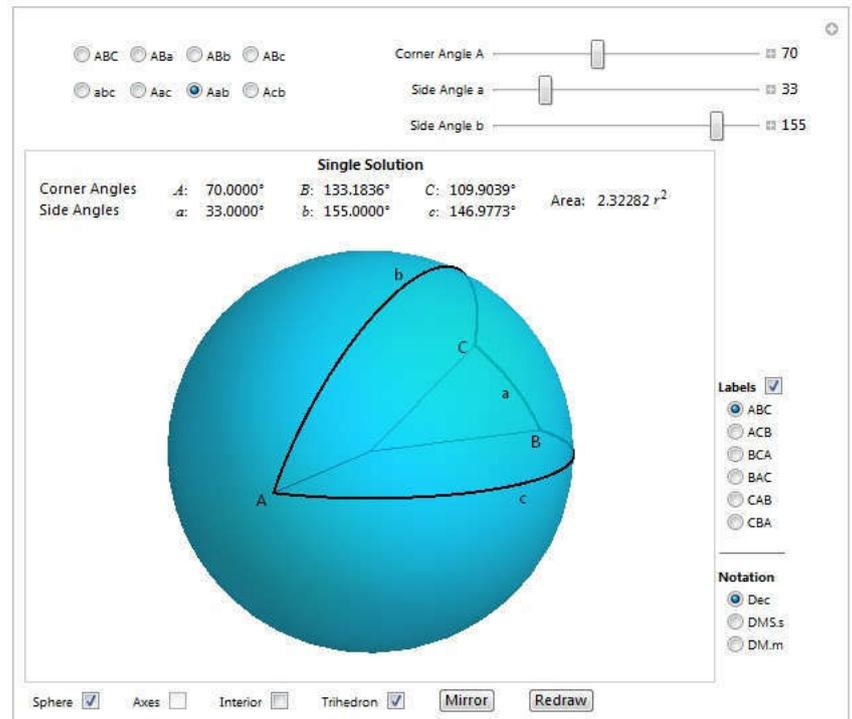 ABC ABa ABb ABc
abc Aac Aab Acb
Corner Angle A 70
Side Angle a 33
Side Angle b 155
Single Solution
Corner Angles A: 70.0000° B: 133.1836° C: 109.9039°
Side Angles a: 33.0000° b: 155.0000° c: 146.9773°
Area: 2.32282 r²
b
C
a
B
A
c
Labels
ABC
ACB
BCA
BAC
CAB
CBA
Notation
Dec
DMS.s
DM.m
Sphere Axes Interior Trihedron Mirror Redraw